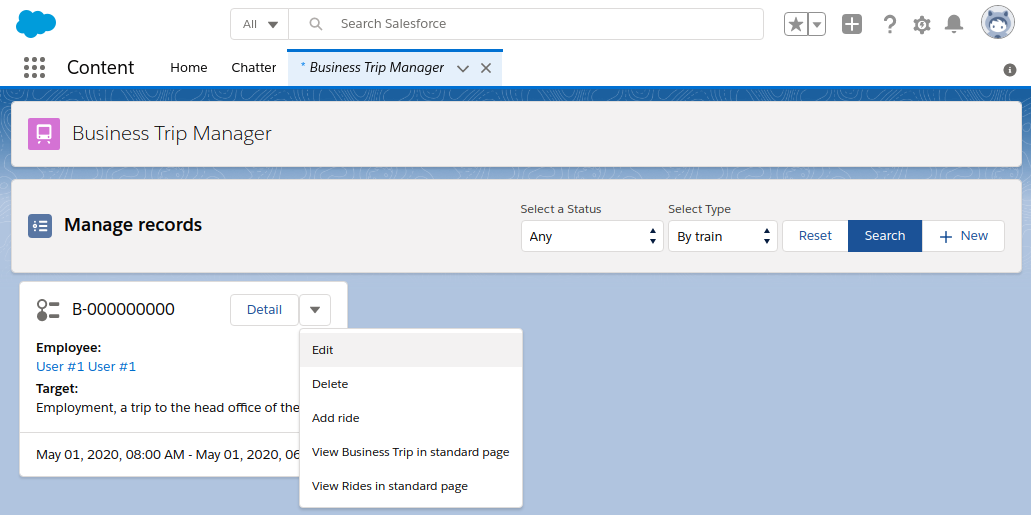 All
Search Salesforce
Content
Home
Chatter
* Business Trip Manager
Business Trip Manager
Manage records
Select a Status
Select Type
Any
By train
Reset
Search
New
B-000000000
Detail
Employee:
User #1 User #1
Target:
Employment, a trip to the head office of the
May 01, 2020, 08:00 AM - May 01, 2020, 06
Edit
Delete
Add ride
View Business Trip in standard page
View Rides in standard page